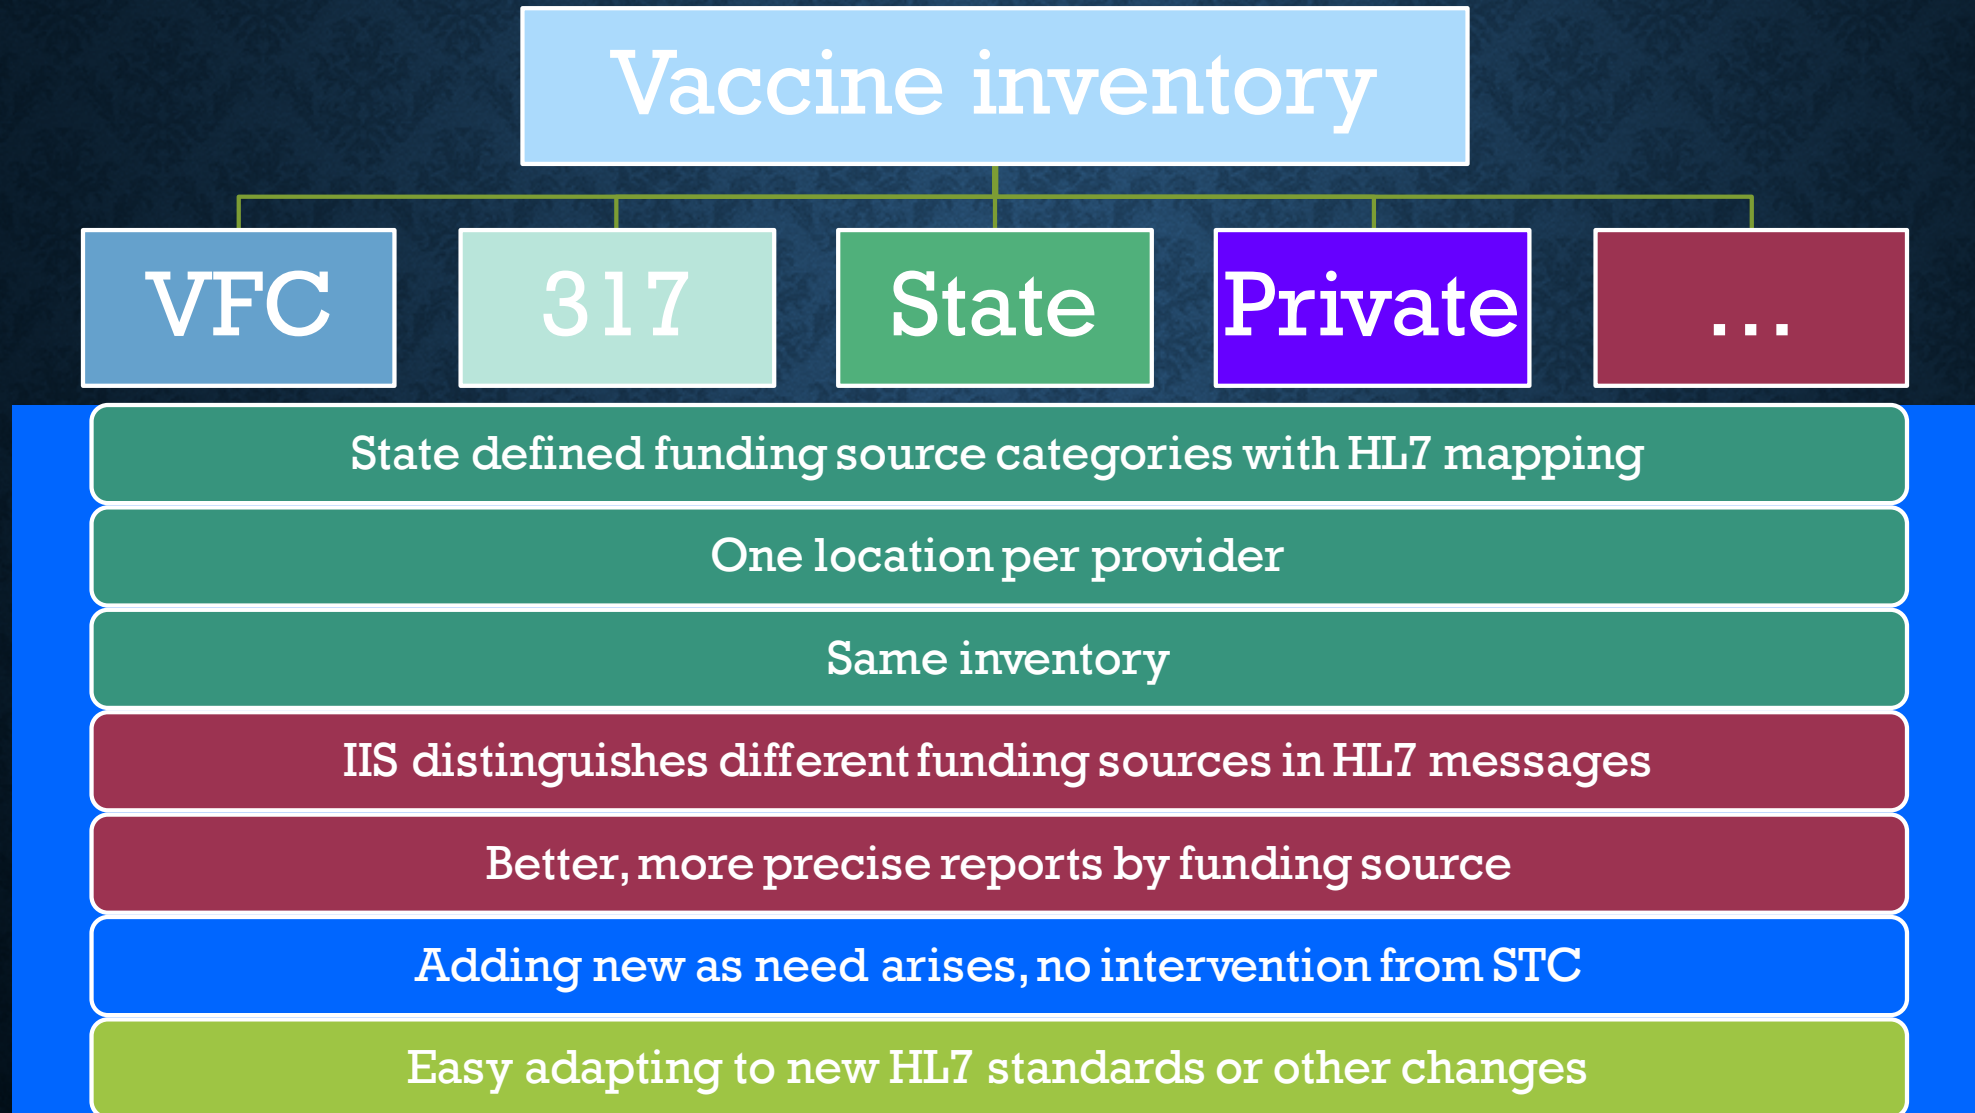 Vaccine inventory
VFC
317
State
Private
...
State defined funding source categories with HL7 mapping
One location per provider
Same inventory
IIS distinguishes different funding sources in HL7 messages
Better, more precise reports by funding source
Adding new as need arises, no intervention from STC
Easy adapting to new HL7 standards or other changes